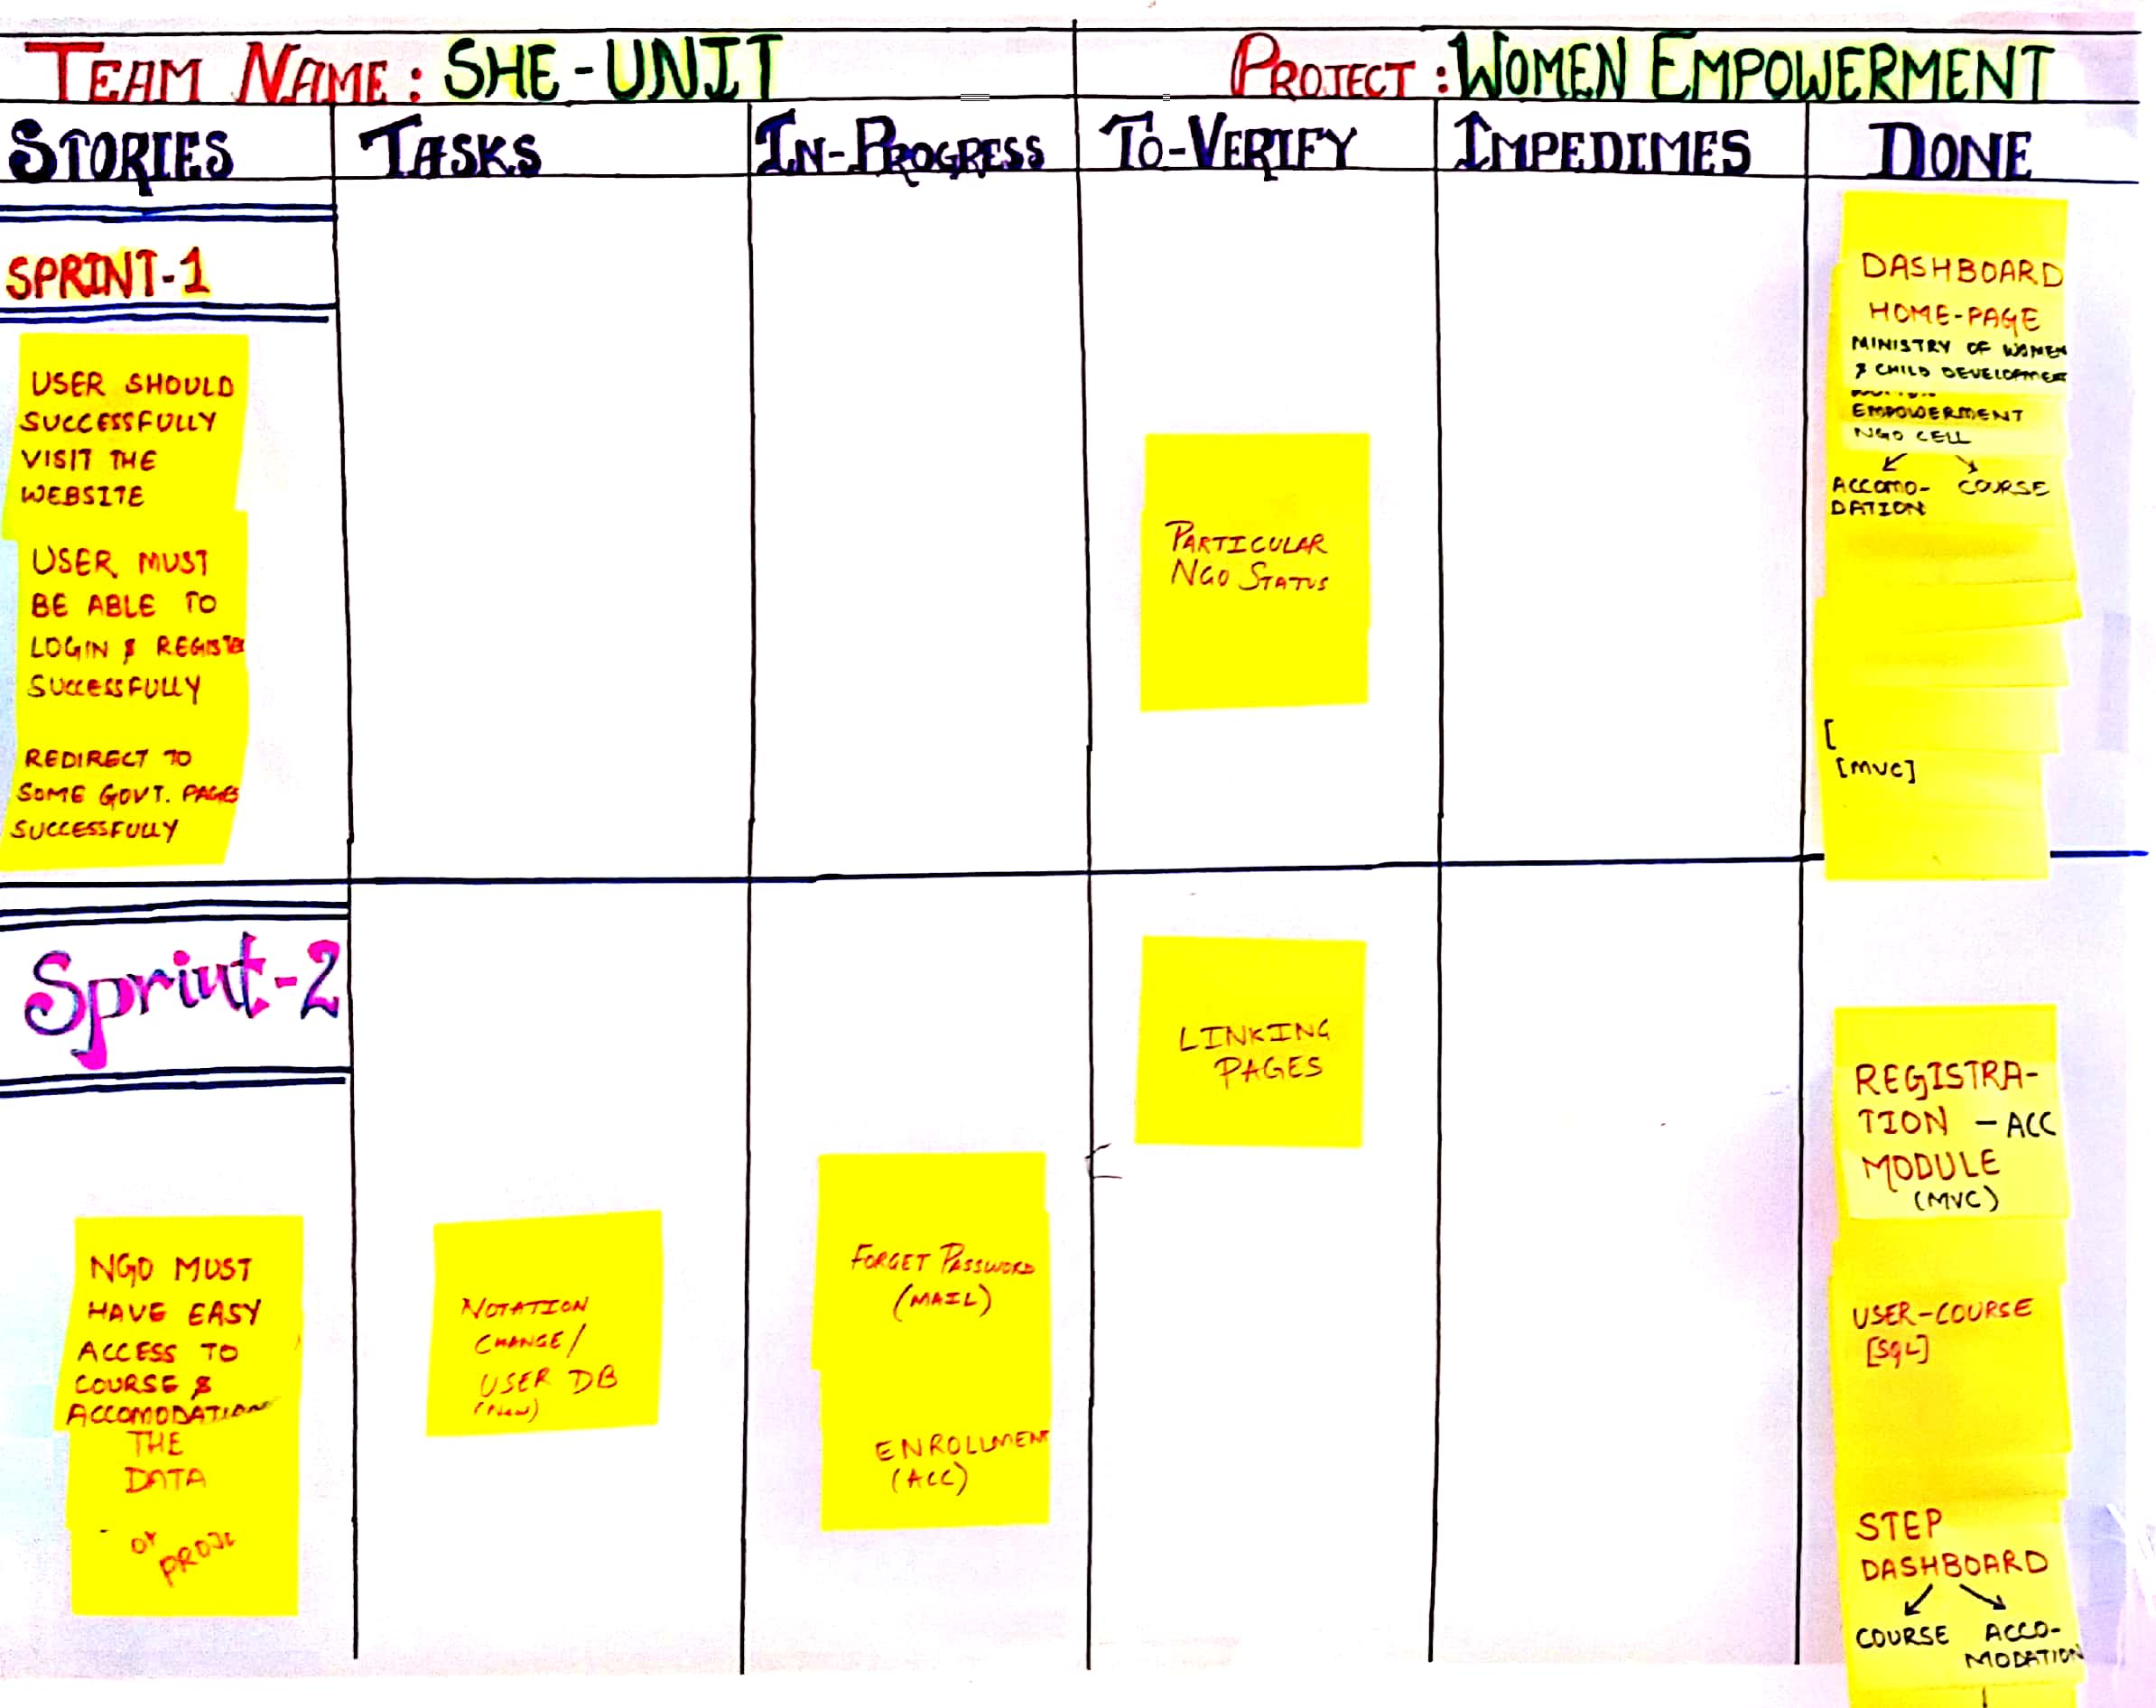 TEAM NAME: SHE-UNIT
PROJECT: WOMEN EMPOWERMENT
STORIES
TASKS
IN-PROGRESS
TO-VERIFY
IMPEDIMES
DONE
SPRINT-1
USER SHOULD
SUCCESSFULLY
VISIT THE
WEBSITE
USER MUST
BE ABLE TO
LOGIN & REGISTER
SUCCESSFULLY
REDIRECT TO
SOME GOVT. PAGES
SUCCESSFULLY
PARTICULAR
NGO STATUS
DASHBOARD
HOME-PAGE
MINISTRY OF WOMEN
& CHILD DEVELOPMENT
EMPOWERMENT
NGO CELL
↙ ↘
ACCOMO- COURSE
DATION
[
[MVC]
Sprint-2
NGO MUST
HAVE EASY
ACCESS TO
COURSE &
ACCOMODATION
THE
DATA
OF
PROJ
NOTATION
CHANGE/
USER DB
(New)
FORGET PASSWORD
(MAIL)
ENROLLMENT
(ACC)
LINKING
PAGES
REGISTRA-
TION - ACC
MODULE
(MVC)
USER-COURSE
[SQL]
STEP
DASHBOARD
↙ ↘
COURSE ACCO-
MODATION